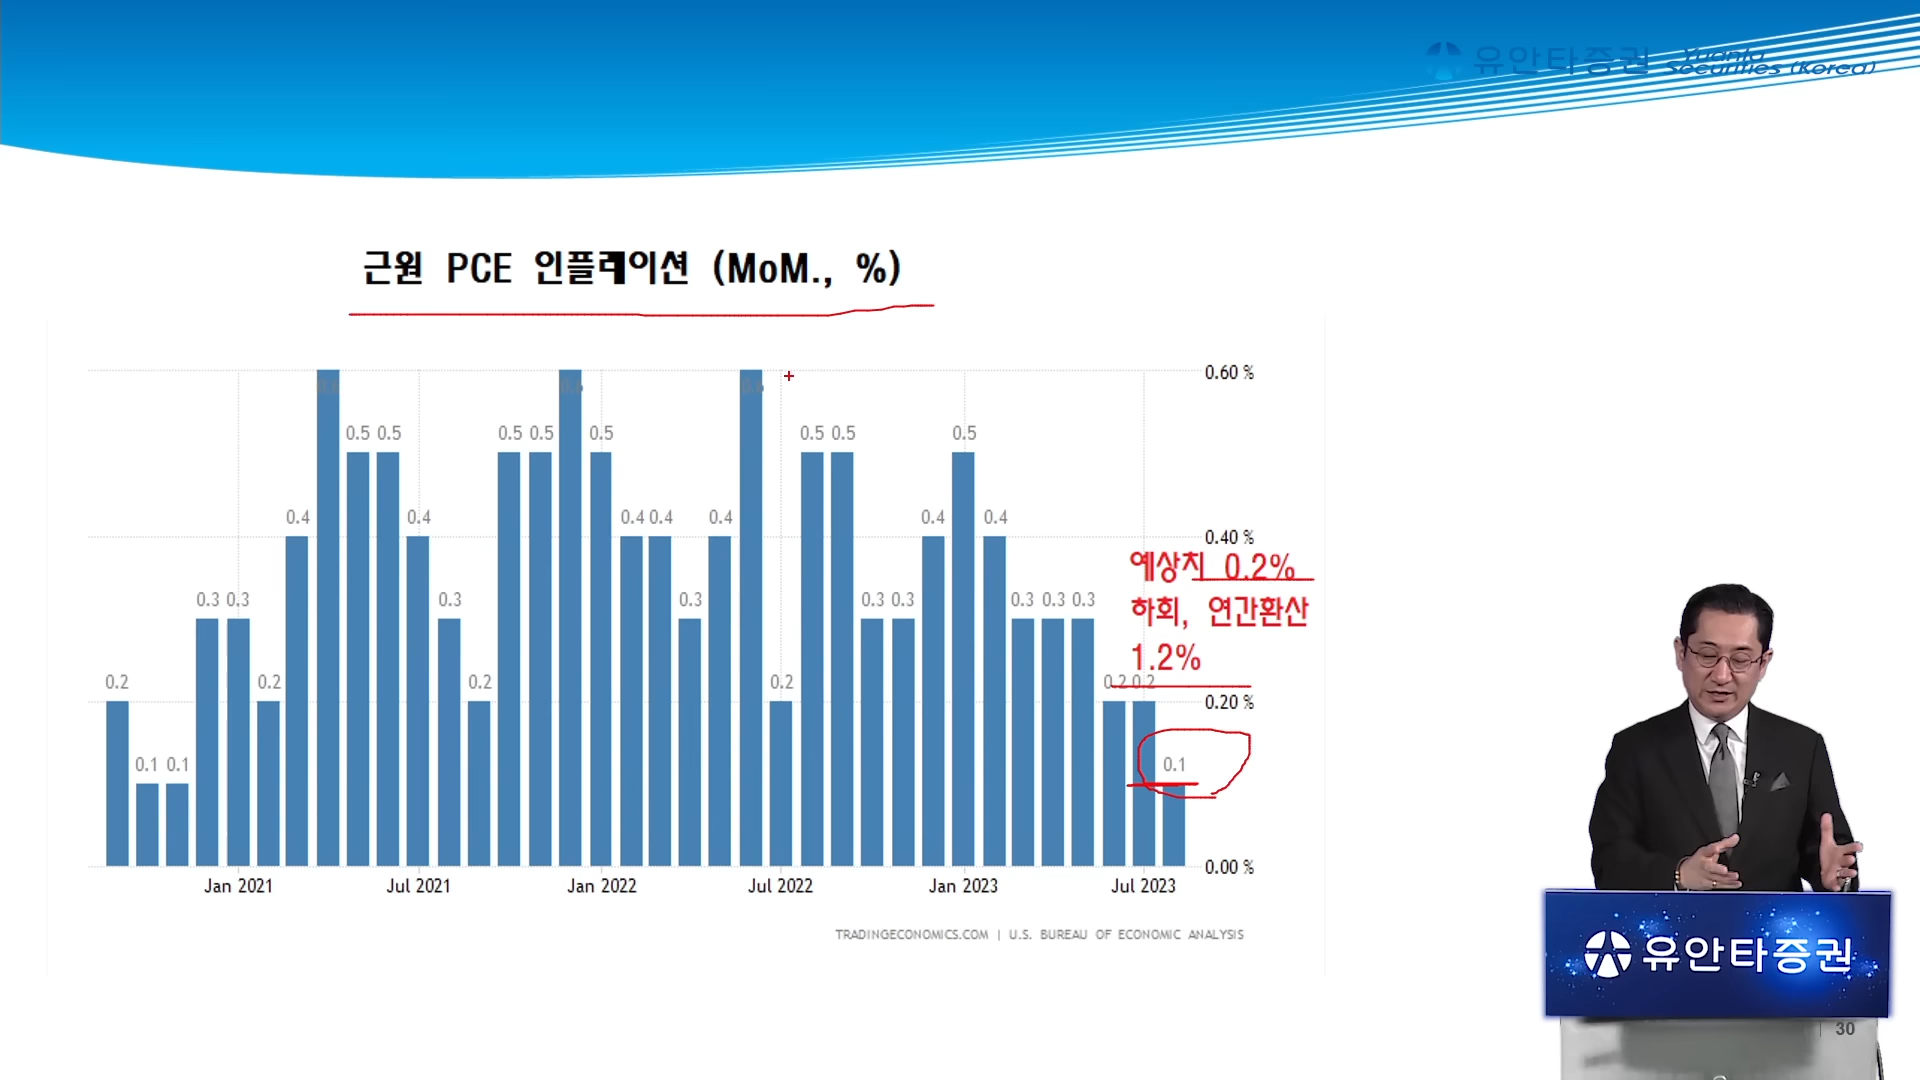 유안타증권 Yuanta Securities (Korea)
근원 PCE 인플레이션 (MoM., %)
0.60 %
0.6 0.6 0.6
0.5 0.5 0.5 0.5 0.5 0.5 0.5 0.5
0.4 0.4 0.4 0.4 0.4 0.4 0.4
0.40 %
예상치 0.2%
하회, 연간환산
1.2%
0.3 0.3 0.3 0.3 0.3 0.3 0.3 0.3 0.3
0.2 0.2 0.2 0.2 0.2 0.2
0.20 %
0.1 0.1 0.1
0.00 %
Jan 2021 Jul 2021 Jan 2022 Jul 2022 Jan 2023 Jul 2023
TRADINGECONOMICS.COM | U.S. BUREAU OF ECONOMIC ANALYSIS
유안타증권
30